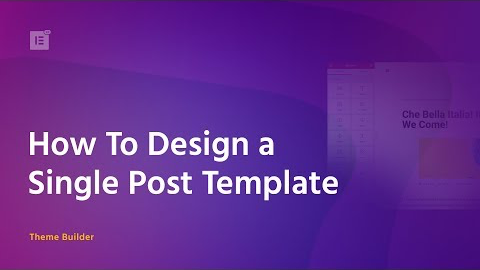 How To Design a
Single Post Template
Theme Builder
Che Bella Italia!
We Come!